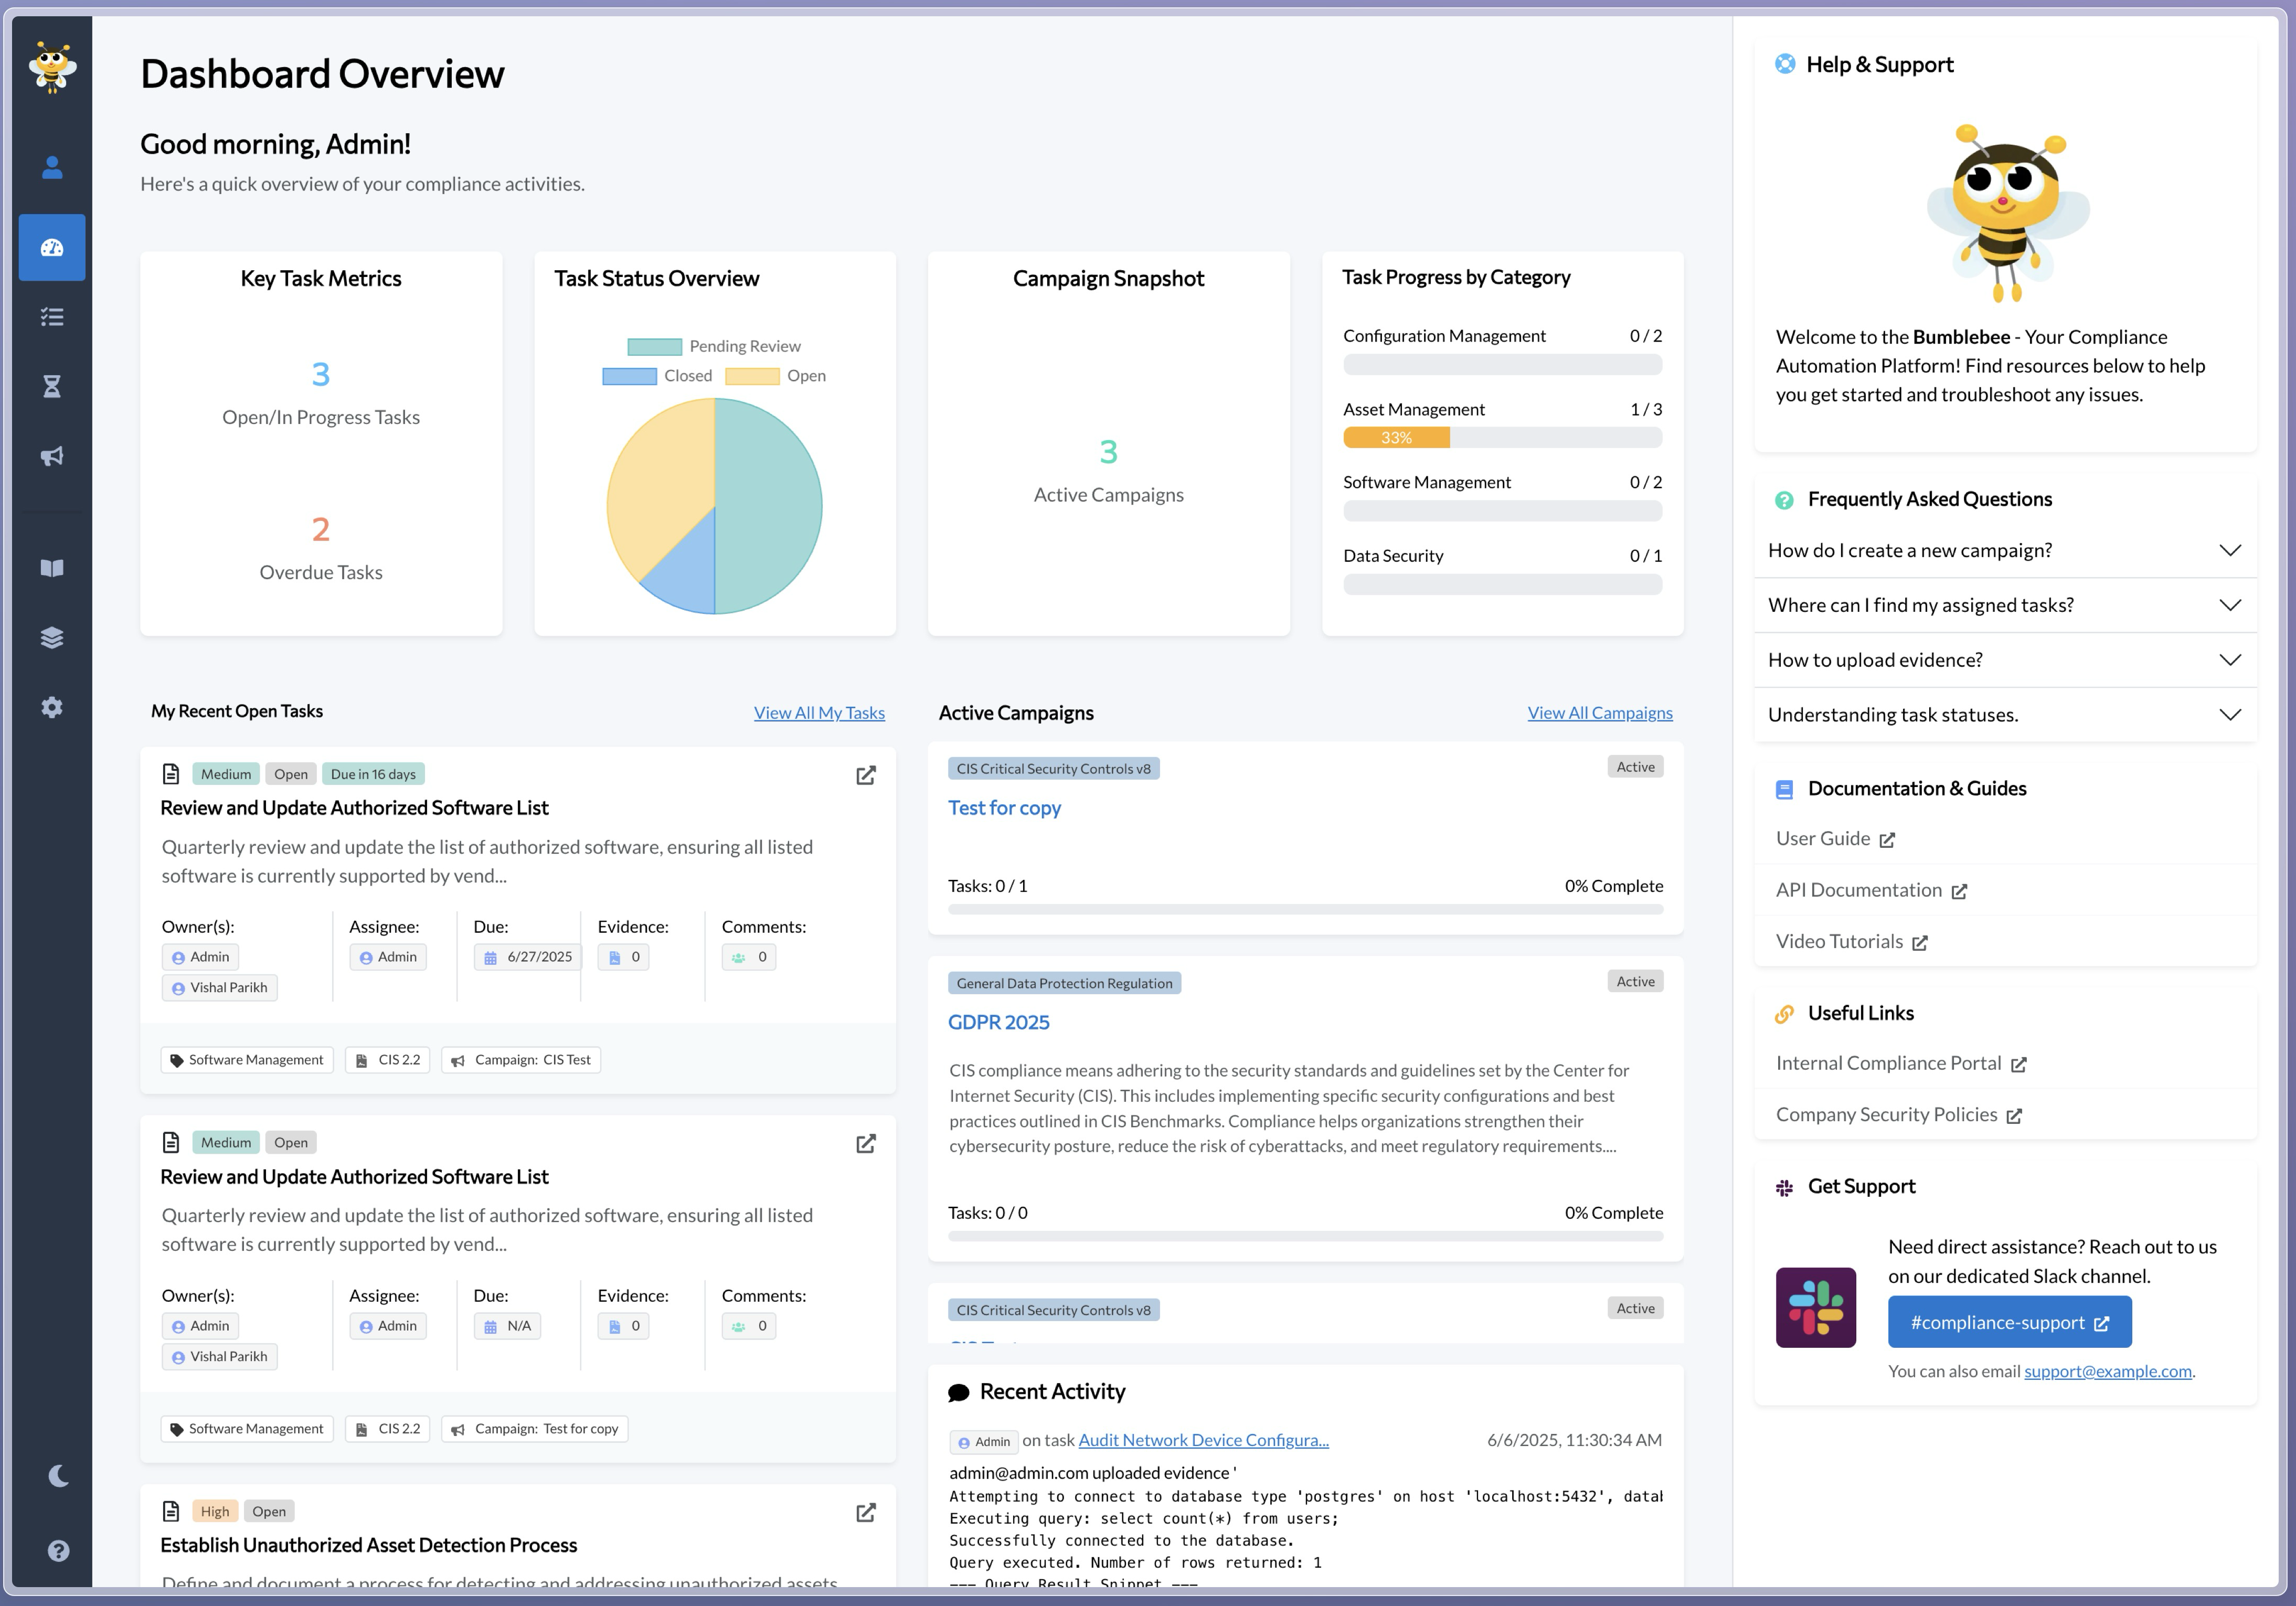 Dashboard Overview
Good morning, Admin!
Here's a quick overview of your compliance activities.
Key Task Metrics
3
Open/In Progress Tasks
2
Overdue Tasks
Task Status Overview
Pending Review
Closed Open
Campaign Snapshot
3
Active Campaigns
Task Progress by Category
Configuration Management 0 / 2
Asset Management 1 / 3
33%
Software Management 0 / 2
Data Security 0 / 1
My Recent Open Tasks View All My Tasks
Medium Open Due in 16 days
Review and Update Authorized Software List
Quarterly review and update the list of authorized software, ensuring all listed
software is currently supported by vend...
Owner(s): Assignee: Due: Evidence: Comments:
Admin Admin 6/27/2025 0 0
Vishal Parikh
Software Management CIS 2.2 Campaign: CIS Test
Medium Open
Review and Update Authorized Software List
Quarterly review and update the list of authorized software, ensuring all listed
software is currently supported by vend...
Owner(s): Assignee: Due: Evidence: Comments:
Admin Admin N/A 0 0
Vishal Parikh
Software Management CIS 2.2 Campaign: Test for copy
High Open
Establish Unauthorized Asset Detection Process
Define and document a process for detecting and addressing unauthorized assets
Active Campaigns View All Campaigns
CIS Critical Security Controls v8 Active
Test for copy
Tasks: 0 / 1 0% Complete
General Data Protection Regulation Active
GDPR 2025
CIS compliance means adhering to the security standards and guidelines set by the Center for
Internet Security (CIS). This includes implementing specific security configurations and best
practices outlined in CIS Benchmarks. Compliance helps organizations strengthen their
cybersecurity posture, reduce the risk of cyberattacks, and meet regulatory requirements....
Tasks: 0 / 0 0% Complete
CIS Critical Security Controls v8 Active
Recent Activity
Admin on task Audit Network Device Configura... 6/6/2025, 11:30:34 AM
admin@admin.com uploaded evidence '
Attempting to connect to database type 'postgres' on host 'localhost:5432', datab
Executing query: select count(*) from users;
Successfully connected to the database.
Query executed. Number of rows returned: 1
--- Query Result Snippet ---
Help & Support
Welcome to the Bumblebee - Your Compliance
Automation Platform! Find resources below to help
you get started and troubleshoot any issues.
Frequently Asked Questions
How do I create a new campaign?
Where can I find my assigned tasks?
How to upload evidence?
Understanding task statuses.
Documentation & Guides
User Guide
API Documentation
Video Tutorials
Useful Links
Internal Compliance Portal
Company Security Policies
Get Support
Need direct assistance? Reach out to us
on our dedicated Slack channel.
#compliance-support
You can also email support@example.com.